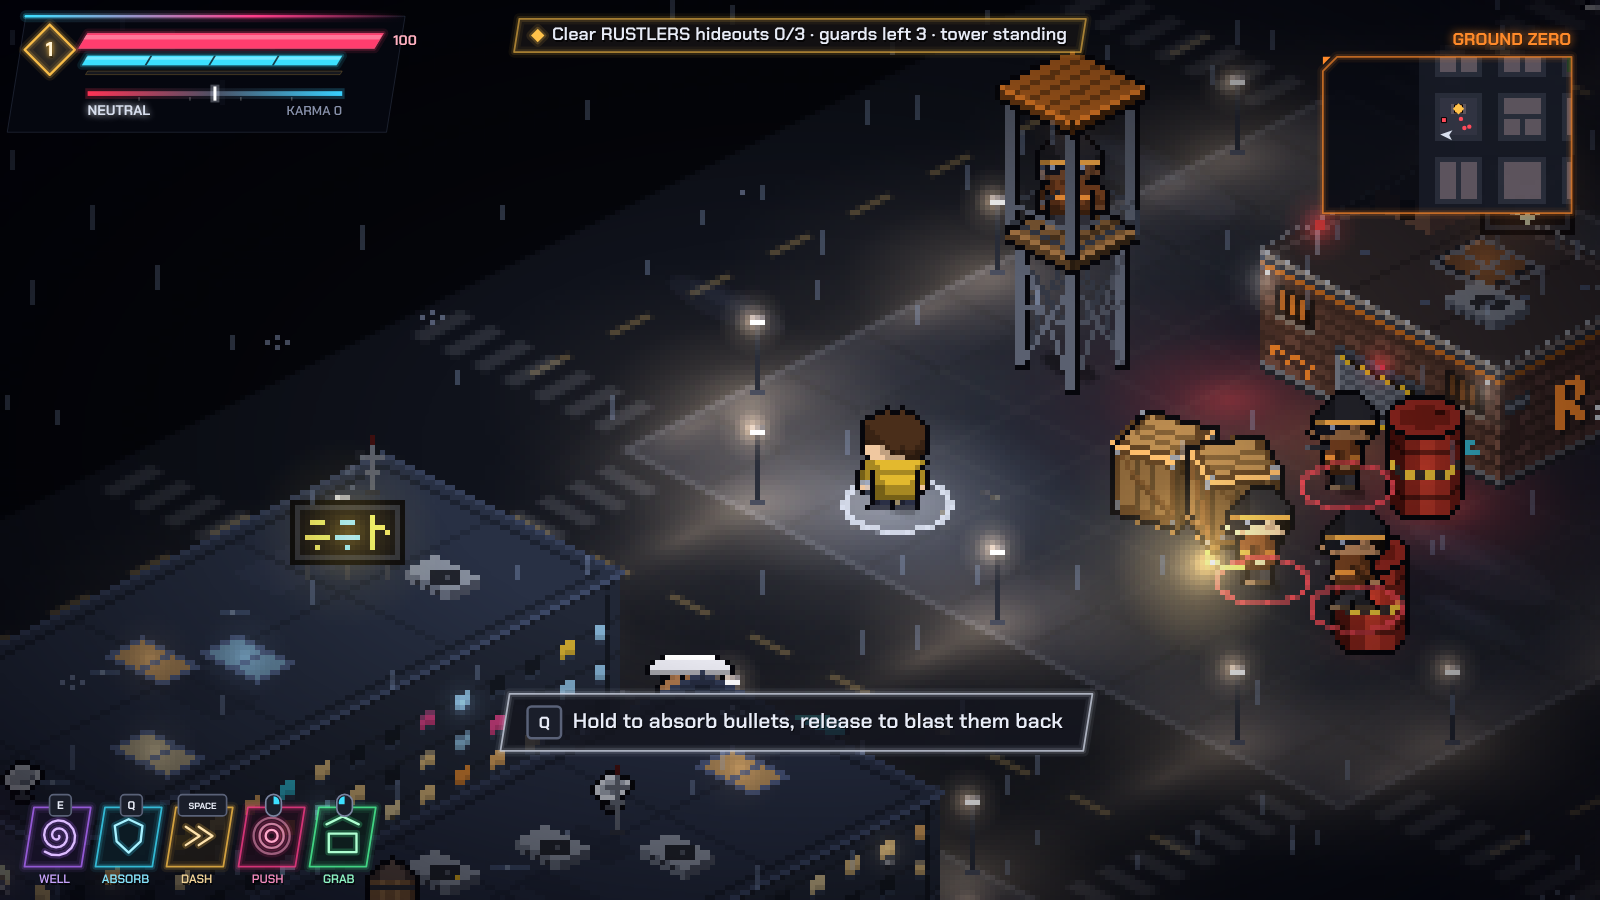 1
100
NEUTRAL
KARMA 0
Clear RUSTLERS hideouts 0/3 · guards left 3 · tower standing
GROUND ZERO
R
Q Hold to absorb bullets, release to blast them back
E
Q
SPACE
WELL
ABSORB
DASH
PUSH
GRAB